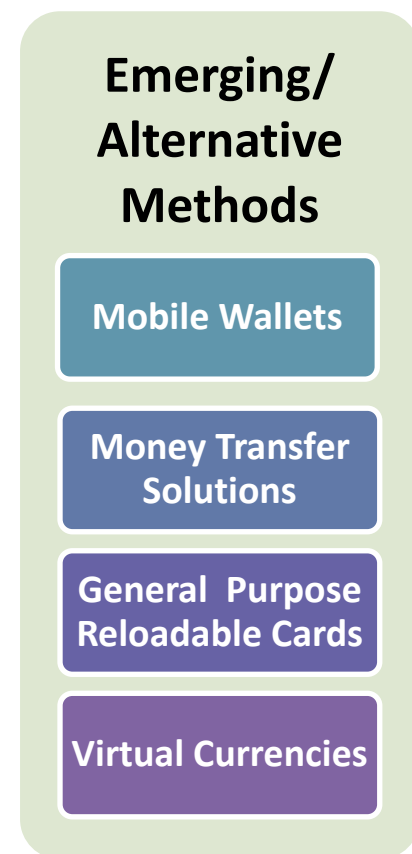 Emerging/
Alternative
Methods
Mobile Wallets
Money Transfer
Solutions
General Purpose
Reloadable Cards
Virtual Currencies